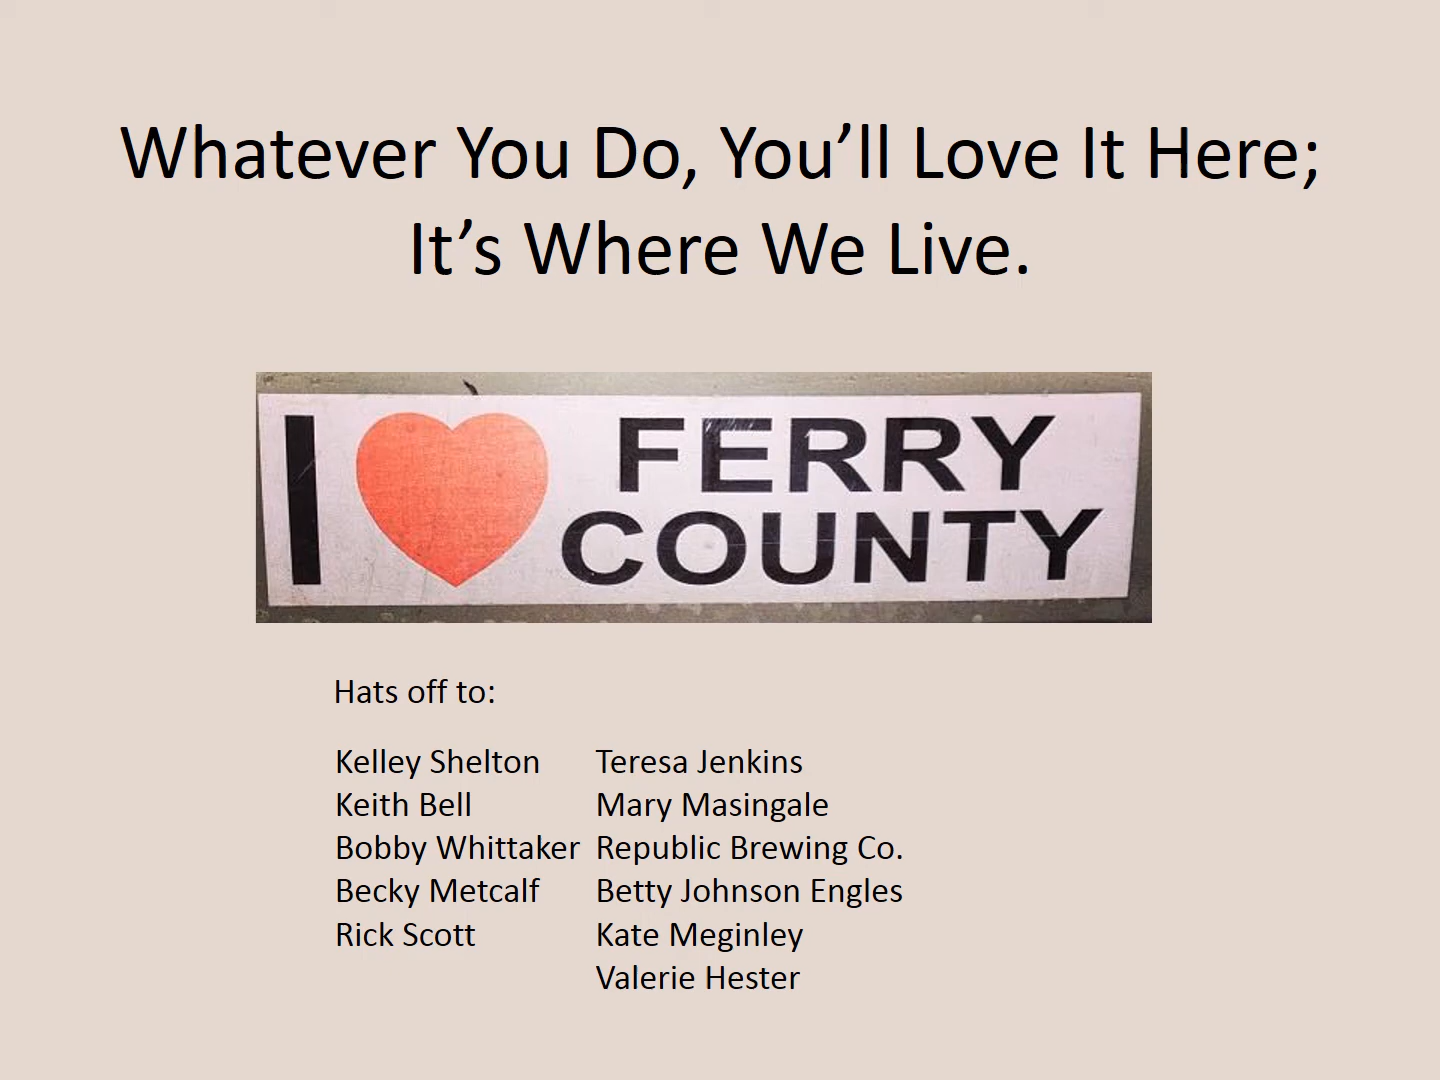 Whatever You Do, You’ll Love It Here;
It’s Where We Live.
I FERRY
COUNTY
Hats off to:
Kelley Shelton
Keith Bell
Bobby Whittaker
Becky Metcalf
Rick Scott
Teresa Jenkins
Mary Masingale
Republic Brewing Co.
Betty Johnson Engles
Kate Meginley
Valerie Hester